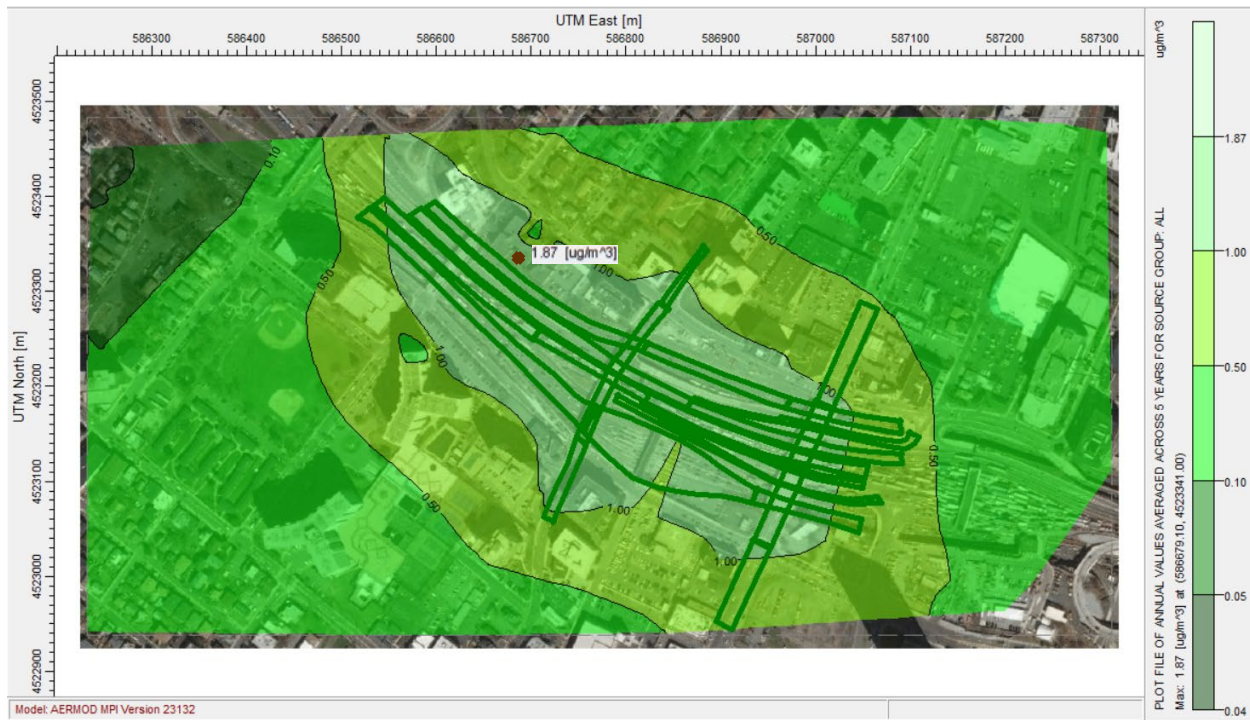 UTM East [m]
586300 586400 586500 586600 586700 586800 586900 587000 587100 587200 587300
UTM North [m]
4523500
4523400
4523300
4523200
4523100
4523000
4522900
0.10
0.50
1.87 [ug/m^3]
1.00
0.50
1.00
1.00
0.50
0.50
1.00
1.00
PLOT FILE OF ANNUAL VALUES AVERAGED ACROSS 5 YEARS FOR SOURCE GROUP: ALL
Max: 1.87 [ug/m^3] at (586679.10, 4523341.00)
ug/m^3
1.87
1.00
0.50
0.10
0.05
0.04
Model: AERMOD MPI Version 23132